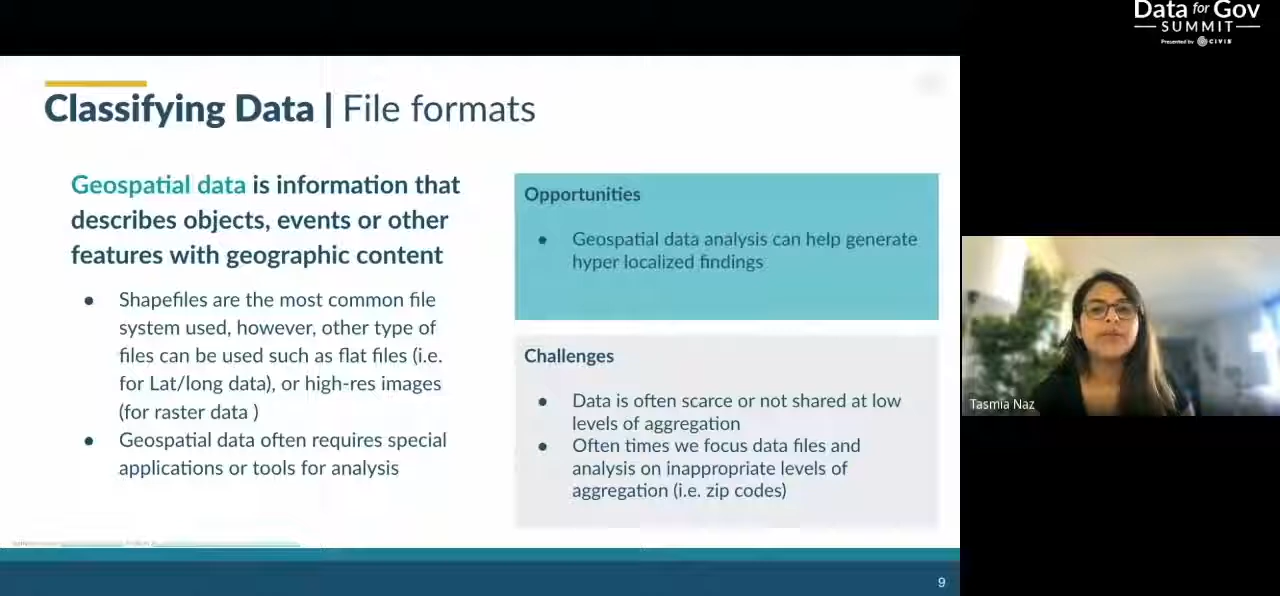 Data for Gov
SUMMIT
Presented by CIVIS
Classifying Data | File formats
Geospatial data is information that
describes objects, events or other
features with geographic content
● Shapefiles are the most common file
system used, however, other type of
files can be used such as flat files (i.e.
for Lat/long data), or high-res images
(for raster data )
● Geospatial data often requires special
applications or tools for analysis
Opportunities
● Geospatial data analysis can help generate
hyper localized findings
Challenges
● Data is often scarce or not shared at low
levels of aggregation
● Often times we focus data files and
analysis on inappropriate levels of
aggregation (i.e. zip codes)
9
Tasmia Naz